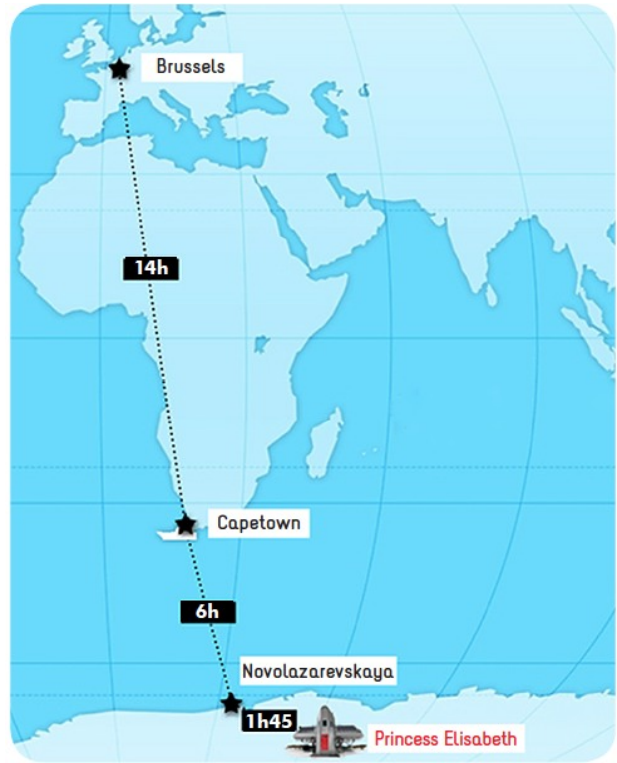 Brussels
14h
Capetown
6h
Novolazarevskaya
1h45
Princess Elisabeth